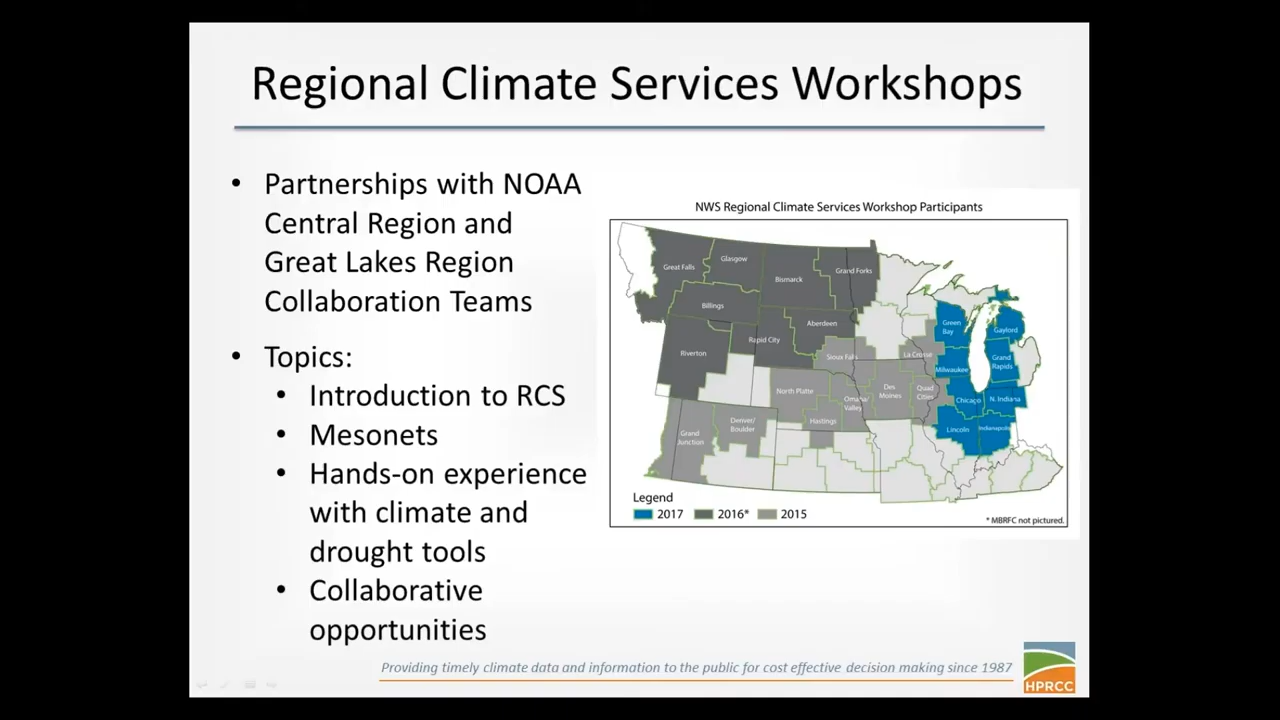 Regional Climate Services Workshops
• Partnerships with NOAA
Central Region and
Great Lakes Region
Collaboration Teams
• Topics:
• Introduction to RCS
• Mesonets
• Hands-on experience
with climate and
drought tools
• Collaborative
opportunities
NWS Regional Climate Services Workshop Participants
Great Falls
Glasgow
Bismarck
Grand Forks
Billings
Aberdeen
Rapid City
Riverton
Sioux Falls
La Crosse
Green
Bay
Gaylord
Milwaukee
Grand
Rapids
North Platte
Des
Moines
Quad
Cities
Omaha/
Valley
Chicago
N. Indiana
Hastings
Denver/
Boulder
Grand
Junction
Lincoln
Indianapolis
Legend
2017
2016*
2015
* MBRFC not pictured.
Providing timely climate data and information to the public for cost effective decision making since 1987
HPRCC